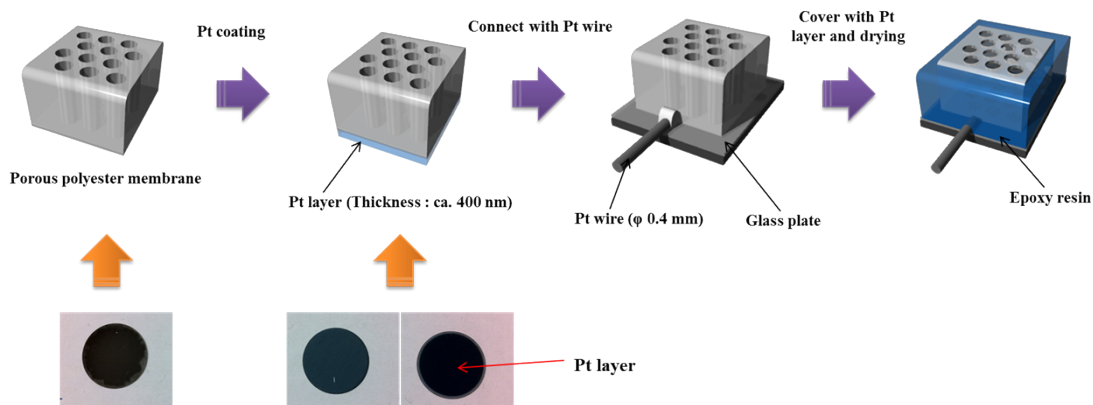 Pt coating
Connect with Pt wire
Cover with Pt
layer and drying
Porous polyester membrane
Pt layer (Thickness : ca. 400 nm)
Pt wire (φ 0.4 mm)
Glass plate
Epoxy resin
Pt layer